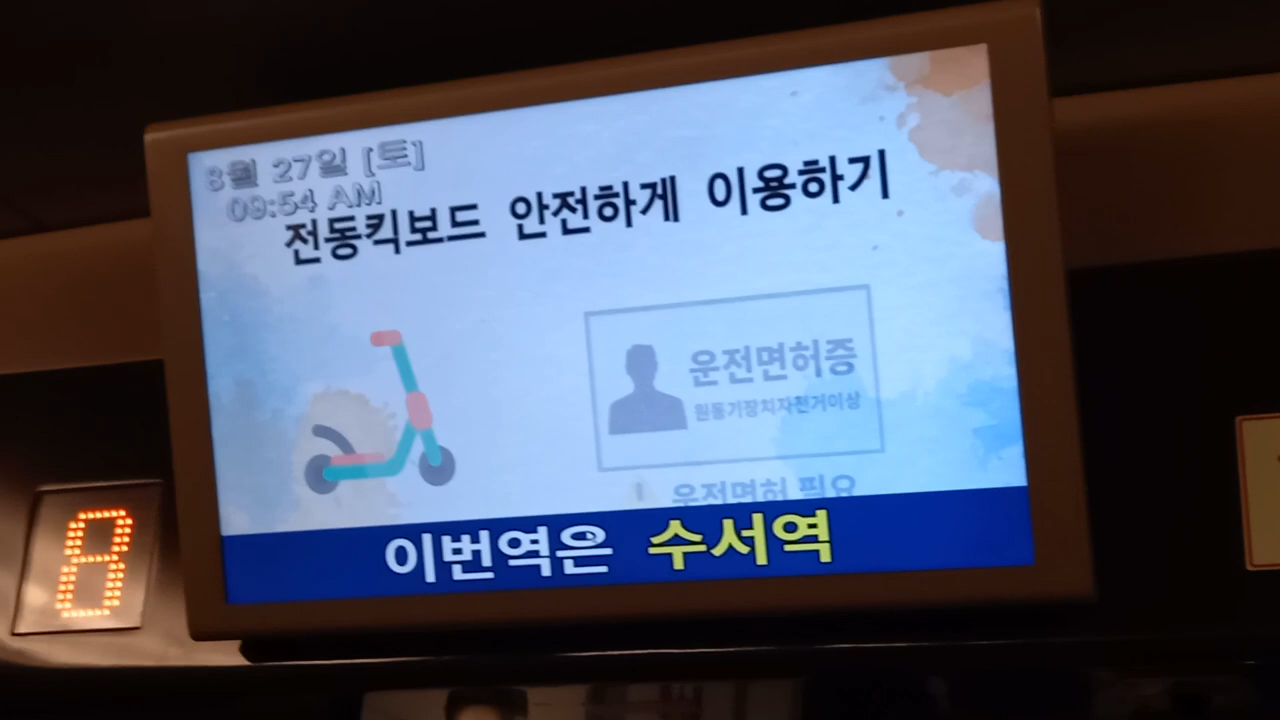 8월 27일 [토]
09:54 AM
전동킥보드 안전하게 이용하기
운전면허증
원동기장치자전거이상
운전면허 필요
이번역은 수서역
8